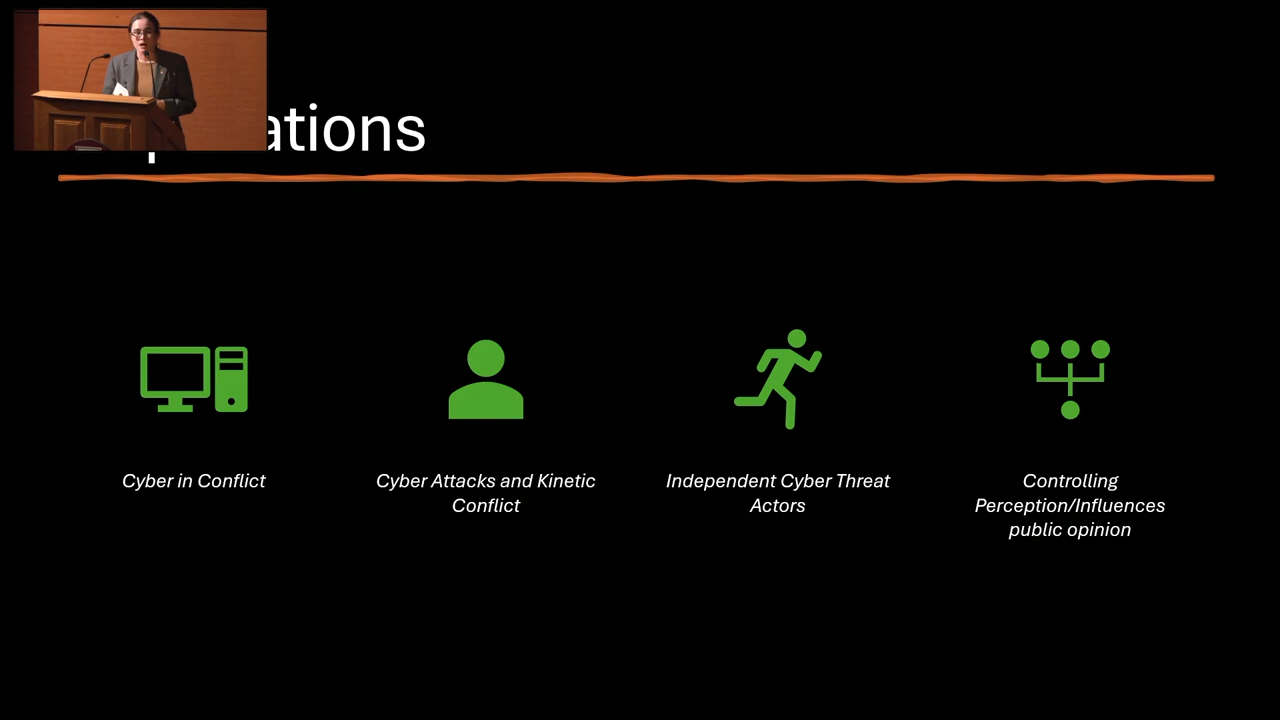 ations
Cyber in Conflict
Cyber Attacks and Kinetic
Conflict
Independent Cyber Threat
Actors
Controlling
Perception/Influences
public opinion